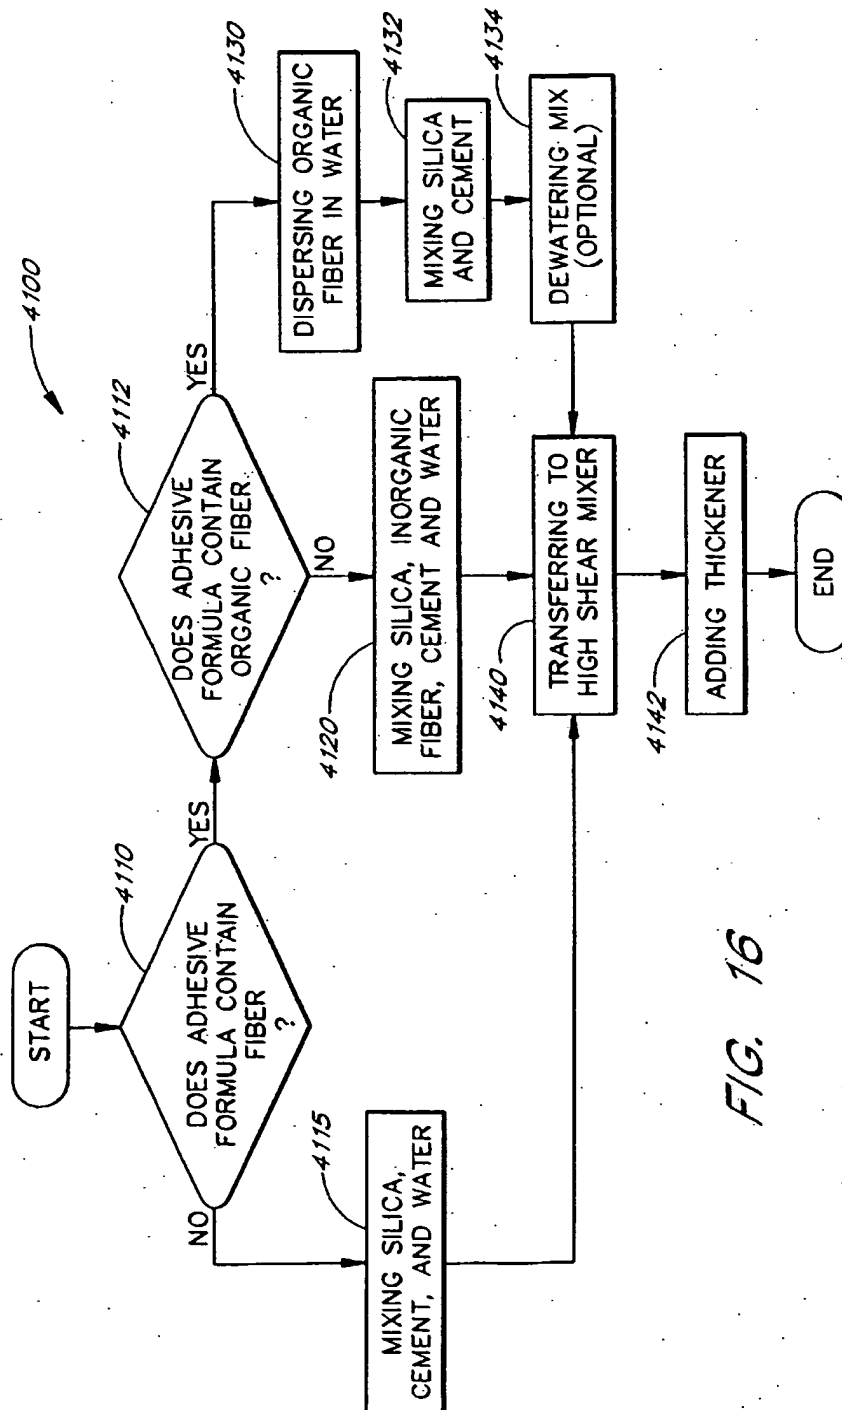 4100
START
4110
DOES ADHESIVE
FORMULA CONTAIN
FIBER
?
NO
YES
4112
DOES ADHESIVE
FORMULA CONTAIN
ORGANIC FIBER
?
YES
NO
4130
DISPERSING ORGANIC
FIBER IN WATER
4132
MIXING SILICA
AND CEMENT
4134
DEWATERING MIX
(OPTIONAL)
4115
MIXING SILICA,
CEMENT, AND WATER
4120
MIXING SILICA, INORGANIC
FIBER, CEMENT AND WATER
4140
TRANSFERRING TO
HIGH SHEAR MIXER
4142
ADDING THICKENER
END
FIG. 16